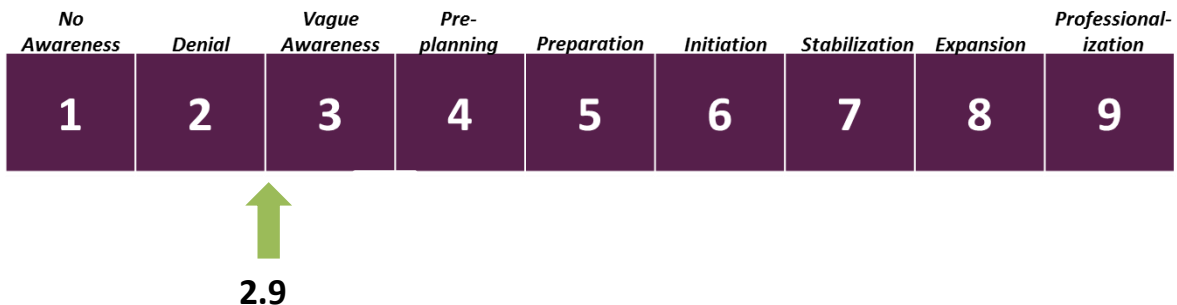 No Awareness
Denial
Vague Awareness
Pre-planning
Preparation
Initiation
Stabilization
Expansion
Professional-ization
1 2 3 4 5 6 7 8 9
2.9